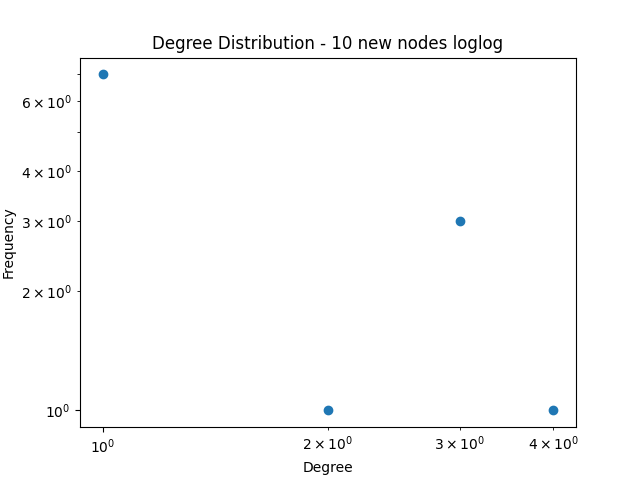 Degree Distribution - 10 new nodes loglog
6 × 10⁰
4 × 10⁰
3 × 10⁰
2 × 10⁰
10⁰
Frequency
10⁰
2 × 10⁰
3 × 10⁰
4 × 10⁰
Degree